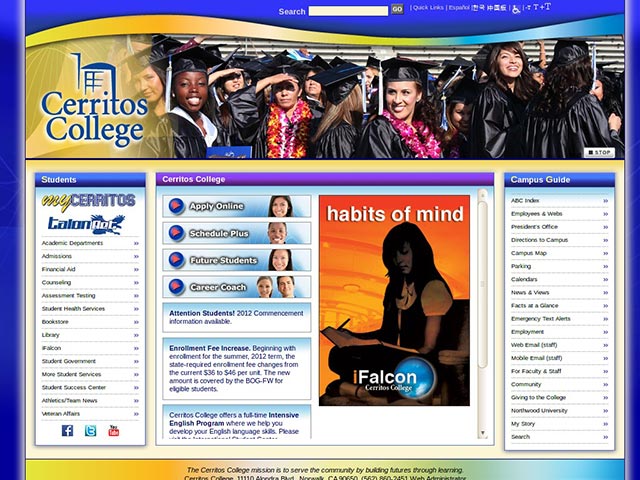 Search GO | Quick Links | Español | 한국 | 中国报 | | -T T +T
Cerritos
College
STOP
Students
myCERRITOS
TalonNet
Academic Departments »
Admissions »
Financial Aid »
Counseling »
Assessment Testing »
Student Health Services »
Bookstore »
Library »
iFalcon »
Student Government »
More Student Services »
Student Success Center »
Athletics/Team News »
Veteran Affairs »
Cerritos College
Apply Online
Schedule Plus
Future Students
Career Coach
Attention Students! 2012 Commencement
information available.
Enrollment Fee Increase. Beginning with
enrollment for the summer, 2012 term, the
state-required enrollment fee changes from
the current $36 to $46 per unit. The new
amount is covered by the BOG-FW for
eligible students.
Cerritos College offers a full-time Intensive
English Program where we help you
develop your English language skills. Please
visit the International Student Center
habits of mind
iFalcon
Cerritos College
Campus Guide
ABC Index »
Employees & Webs »
President's Office »
Directions to Campus »
Campus Map »
Parking »
Calendars »
News & Views »
Facts at a Glance »
Emergency Text Alerts »
Employment »
Web Email (staff) »
Mobile Email (staff) »
For Faculty & Staff »
Community »
Giving to the College »
Northwood University »
My Story »
Search »
The Cerritos College mission is to serve the community by building futures through learning.
Cerritos College, 11110 Alondra Blvd., Norwalk, CA 90650, (562) 860-2451 Web Administrator